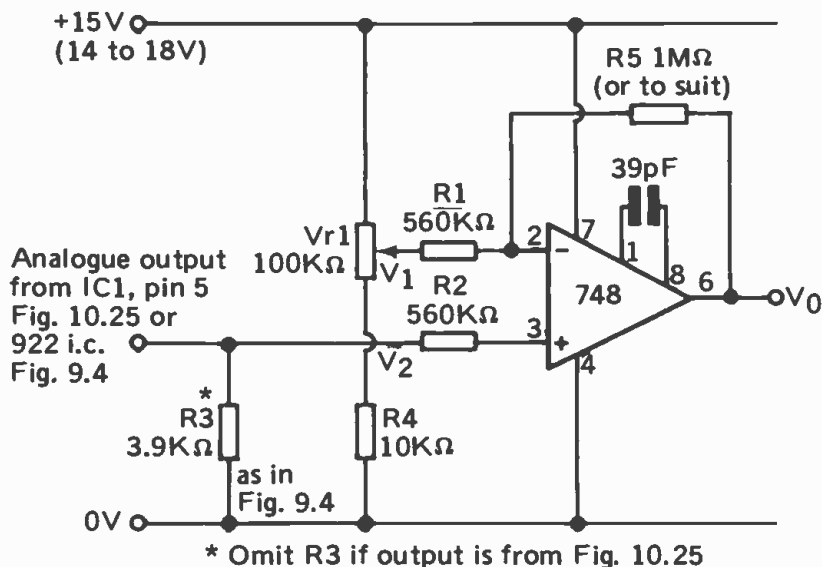 +15V
(14 to 18V)
R5 1MΩ
(or to suit)
39pF
R1
560KΩ
Vr1
100KΩ
V1
2
−
7
1
8
6
V0
748
Analogue output
from IC1, pin 5
Fig. 10.25 or
922 i.c.
Fig. 9.4
R2
560KΩ
V2
3
+
4
*
R3
3.9KΩ
as in
Fig. 9.4
R4
10KΩ
0V
* Omit R3 if output is from Fig. 10.25